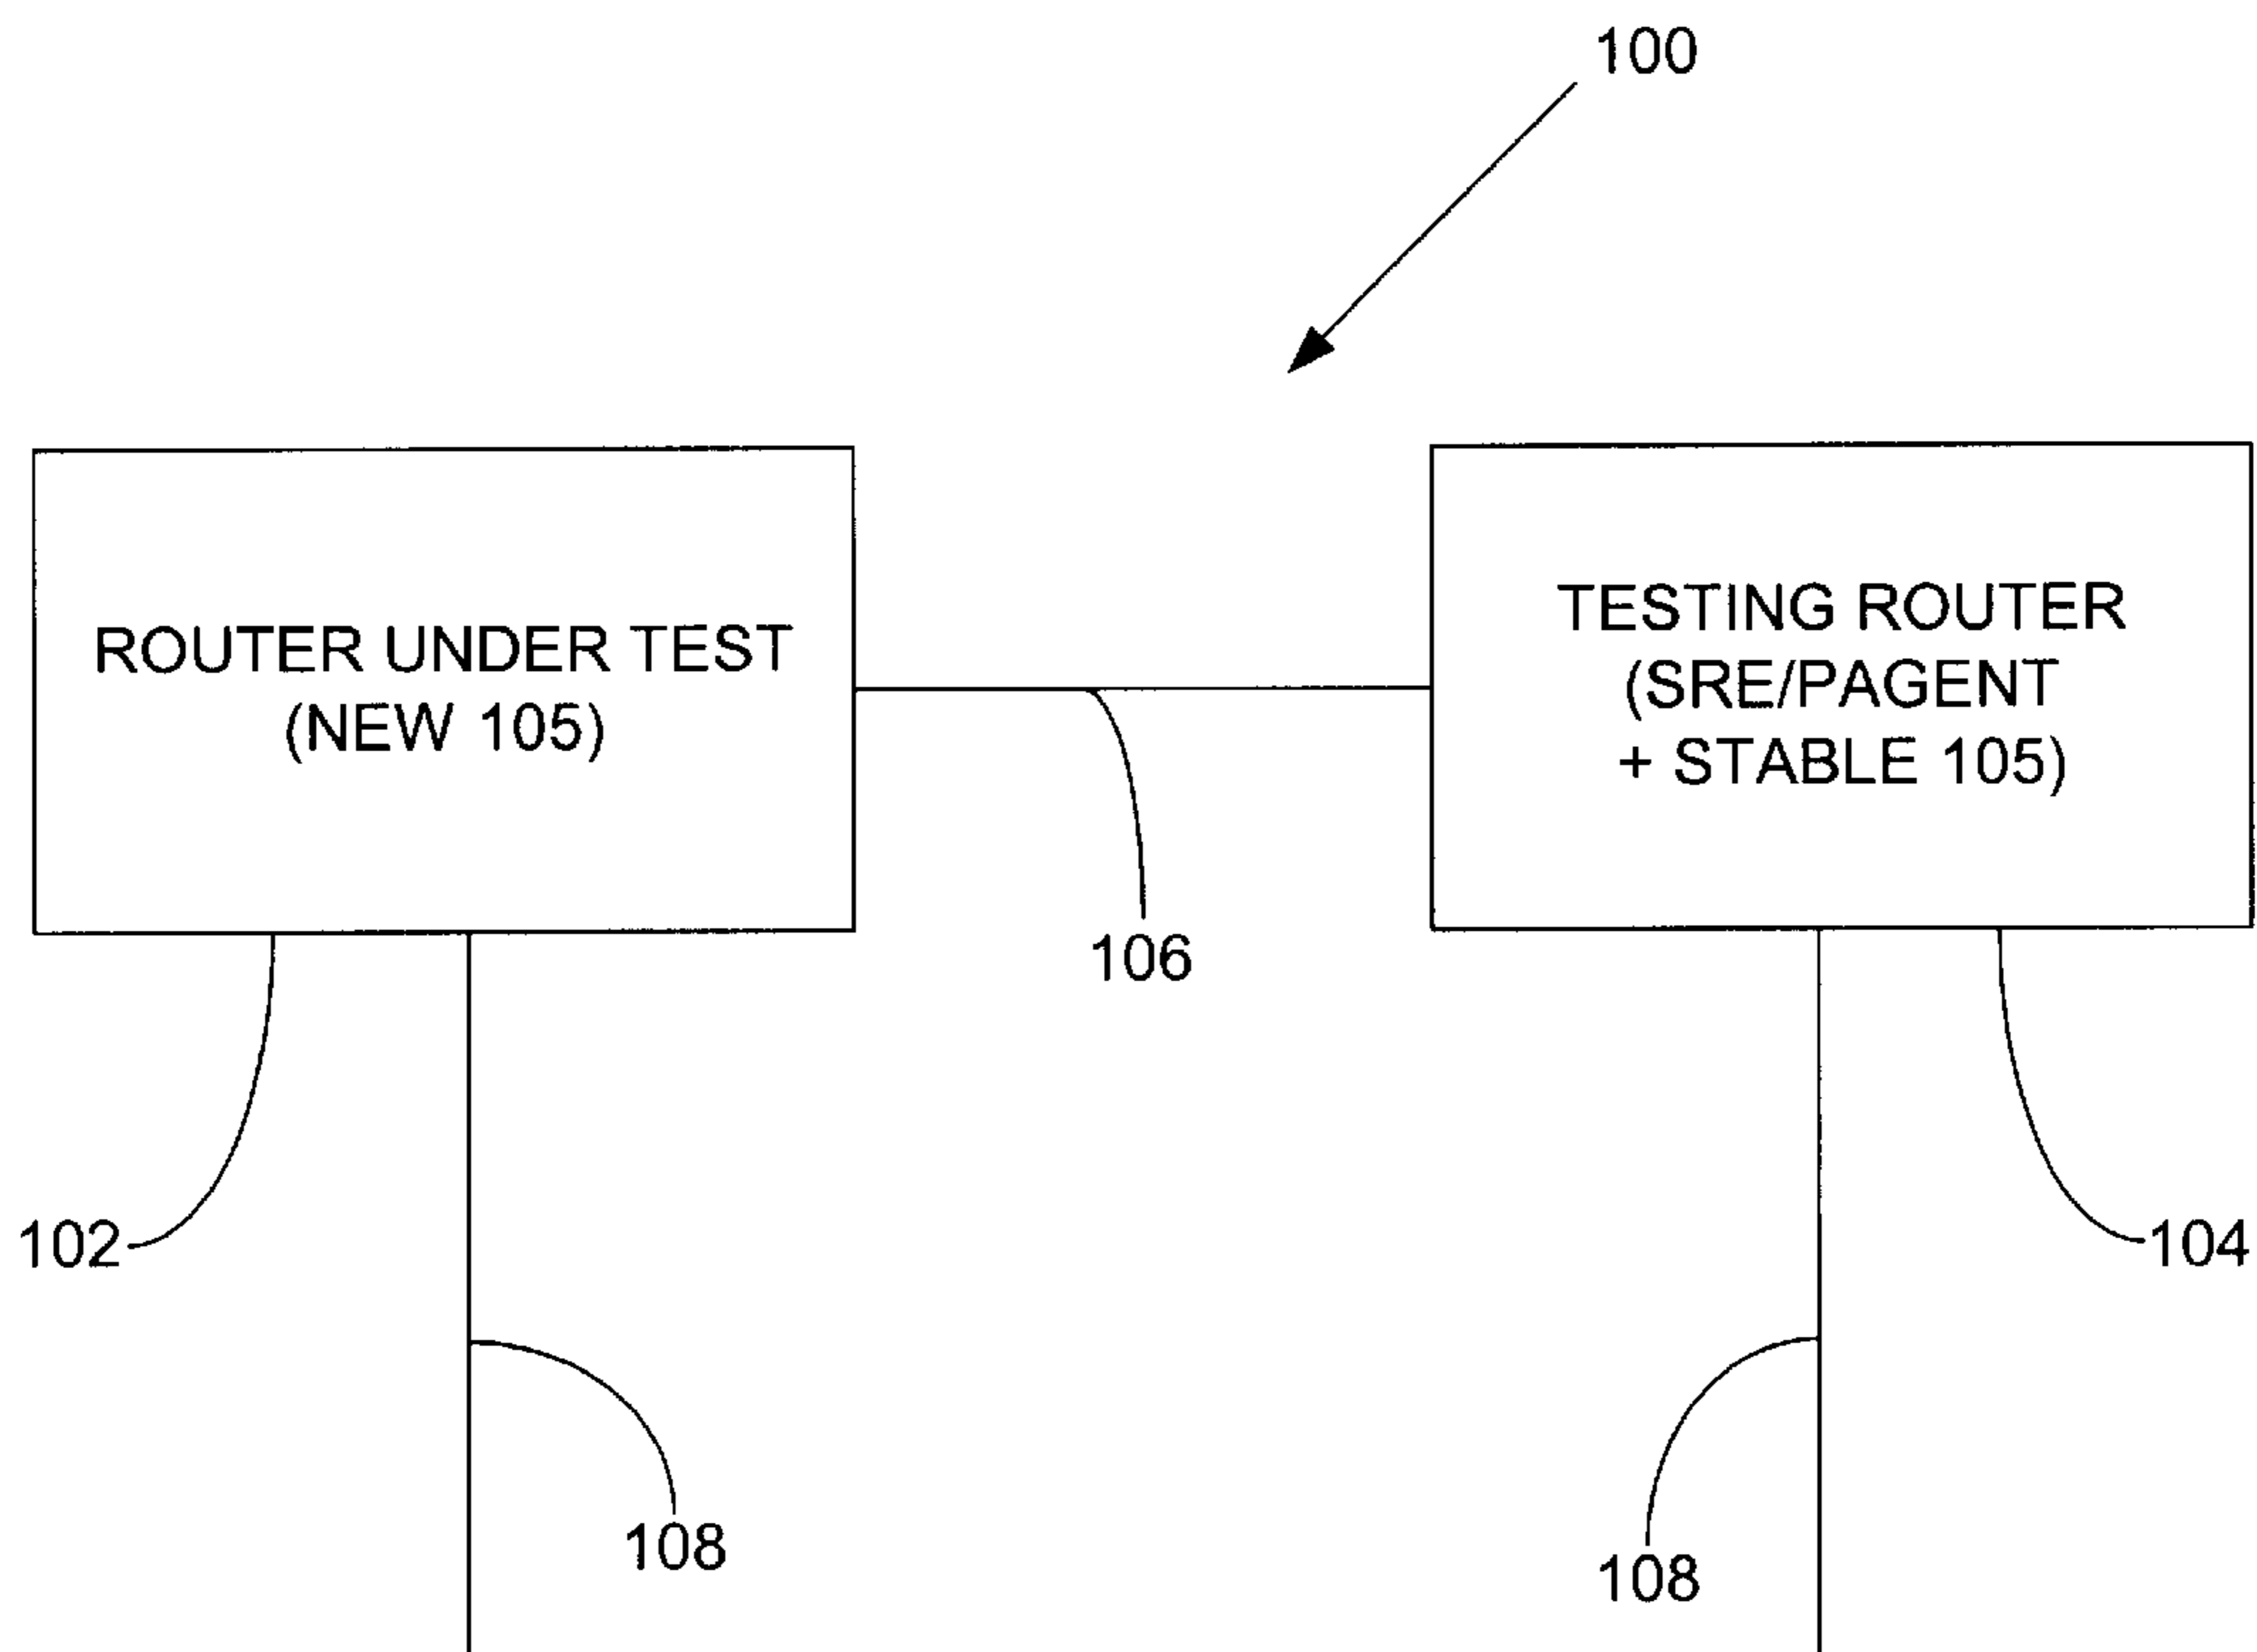 100
ROUTER UNDER TEST
(NEW 105)
TESTING ROUTER
(SRE/PAGENT
+ STABLE 105)
106
102
104
108
108